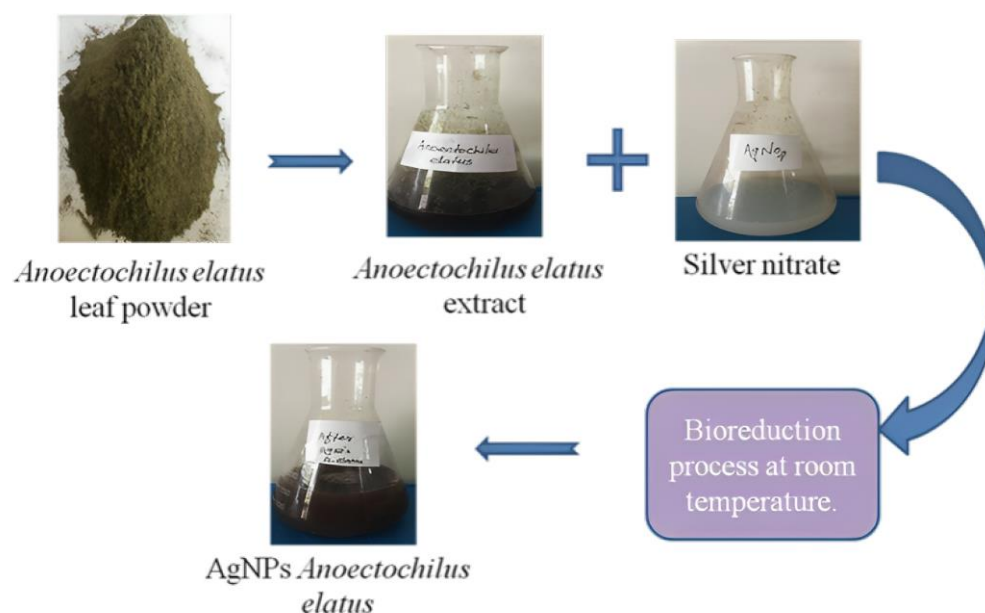 Anoectochilus
elatus
AgNO3
Anoectochilus elatus
leaf powder
Anoectochilus elatus
extract
Silver nitrate
After
Bioreduction
process at room
temperature.
AgNPs Anoectochilus
elatus